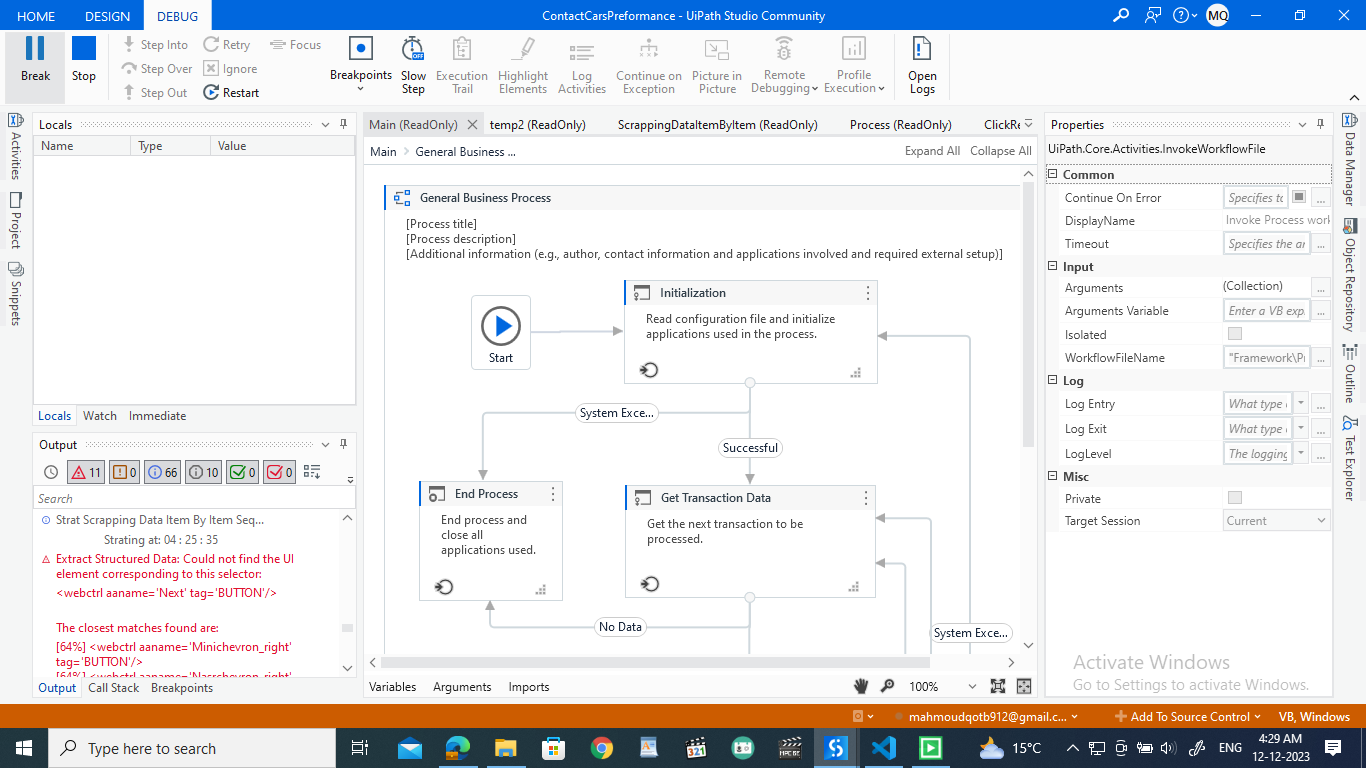 HOME
DESIGN
DEBUG
ContactCarsPreformance - UiPath Studio Community
MQ
Break
Stop
Step Into
Step Over
Step Out
Retry
Ignore
Restart
Focus
Breakpoints
Slow
Step
Execution
Trail
Highlight
Elements
Log
Activities
Continue on
Exception
Picture in
Picture
Remote
Debugging
Profile
Execution
Open
Logs
Activities
Project
Snippets
Locals
Name
Type
Value
Locals
Watch
Immediate
Output
11
0
66
10
0
0
Search
Strat Scrapping Data Item By Item Seq...
Strating at: 04 : 25 : 35
Extract Structured Data: Could not find the UI
element corresponding to this selector:
<webctrl aaname='Next' tag='BUTTON'/>
The closest matches found are:
[64%] <webctrl aaname='Minichevron_right'
tag='BUTTON'/>
[64%] <webctrl aaname='Nasrchevron_right'
Output
Call Stack
Breakpoints
Main (ReadOnly)
temp2 (ReadOnly)
ScrappingDataItemByItem (ReadOnly)
Process (ReadOnly)
ClickRe
Main
General Business ...
Expand All
Collapse All
General Business Process
[Process title]
[Process description]
[Additional information (e.g., author, contact information and applications involved and required external setup)]
Start
Initialization
Read configuration file and initialize
applications used in the process.
System Exce...
Successful
End Process
End process and
close all
applications used.
Get Transaction Data
Get the next transaction to be
processed.
No Data
System Exce...
Variables
Arguments
Imports
100%
Properties
UiPath.Core.Activities.InvokeWorkflowFile
Common
Continue On Error
Specifies to
...
DisplayName
Invoke Process work
Timeout
Specifies the ar
...
Input
Arguments
(Collection)
...
Arguments Variable
Enter a VB exp.
...
Isolated
WorkflowFileName
"Framework\Pr
...
Log
Log Entry
What type
...
Log Exit
What type
...
LogLevel
The logging
...
Misc
Private
Target Session
Current
Activate Windows
Go to Settings to activate Windows.
Data Manager
Object Repository
Outline
Test Explorer
mahmoudqotb912@gmail.c...
Add To Source Control
VB, Windows
Type here to search
321
MPC BE
15°C
ENG
4:29 AM
12-12-2023